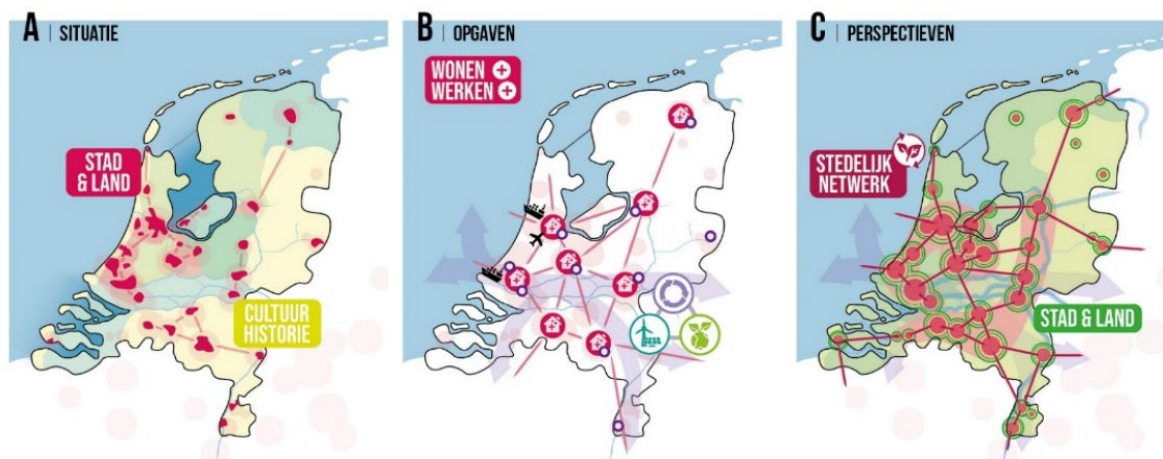 A | SITUATIE
STAD
& LAND
CULTUUR
HISTORIE
B | OPGAVEN
WONEN +
WERKEN +
C | PERSPECTIEVEN
STEDELIJK
NETWERK
STAD & LAND